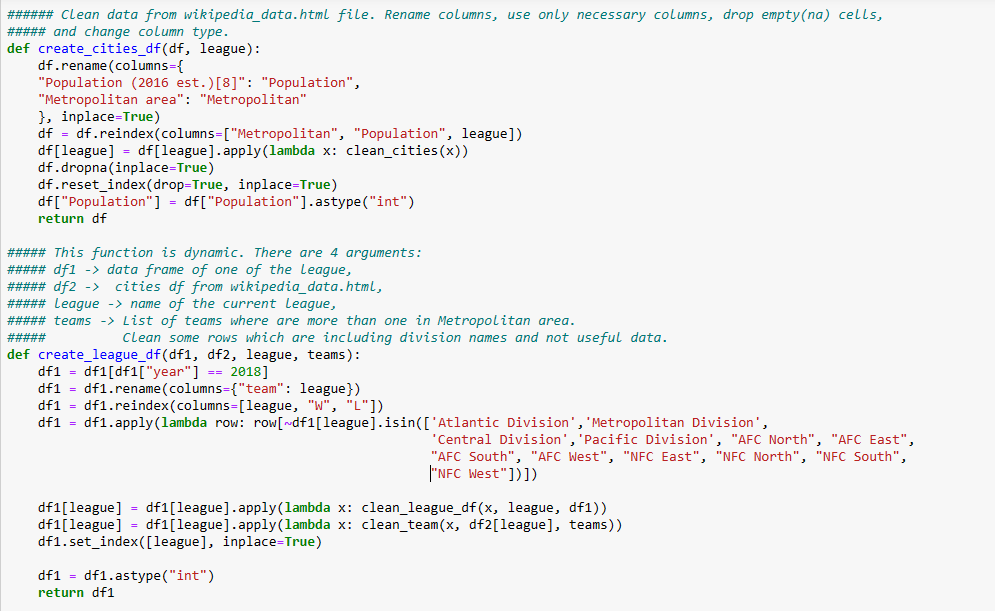 ###### Clean data from wikipedia_data.html file. Rename columns, use only necessary columns, drop empty(na) cells,
##### and change column type.
def create_cities_df(df, league):
    df.rename(columns={
    "Population (2016 est.)[8]": "Population",
    "Metropolitan area": "Metropolitan"
    }, inplace=True)
    df = df.reindex(columns=["Metropolitan", "Population", league])
    df[league] = df[league].apply(lambda x: clean_cities(x))
    df.dropna(inplace=True)
    df.reset_index(drop=True, inplace=True)
    df["Population"] = df["Population"].astype("int")
    return df

##### This function is dynamic. There are 4 arguments:
##### df1 -> data frame of one of the league,
##### df2 ->  cities df from wikipedia_data.html,
##### league -> name of the current league,
##### teams -> List of teams where are more than one in Metropolitan area.
#####          Clean some rows which are including division names and not useful data.
def create_league_df(df1, df2, league, teams):
    df1 = df1[df1["year"] == 2018]
    df1 = df1.rename(columns={"team": league})
    df1 = df1.reindex(columns=[league, "W", "L"])
    df1 = df1.apply(lambda row: row[~df1[league].isin(['Atlantic Division','Metropolitan Division',
                                                       'Central Division','Pacific Division', "AFC North", "AFC East",
                                                       "AFC South", "AFC West", "NFC East", "NFC North", "NFC South",
                                                       "NFC West"])])

    df1[league] = df1[league].apply(lambda x: clean_league_df(x, league, df1))
    df1[league] = df1[league].apply(lambda x: clean_team(x, df2[league], teams))
    df1.set_index([league], inplace=True)

    df1 = df1.astype("int")
    return df1